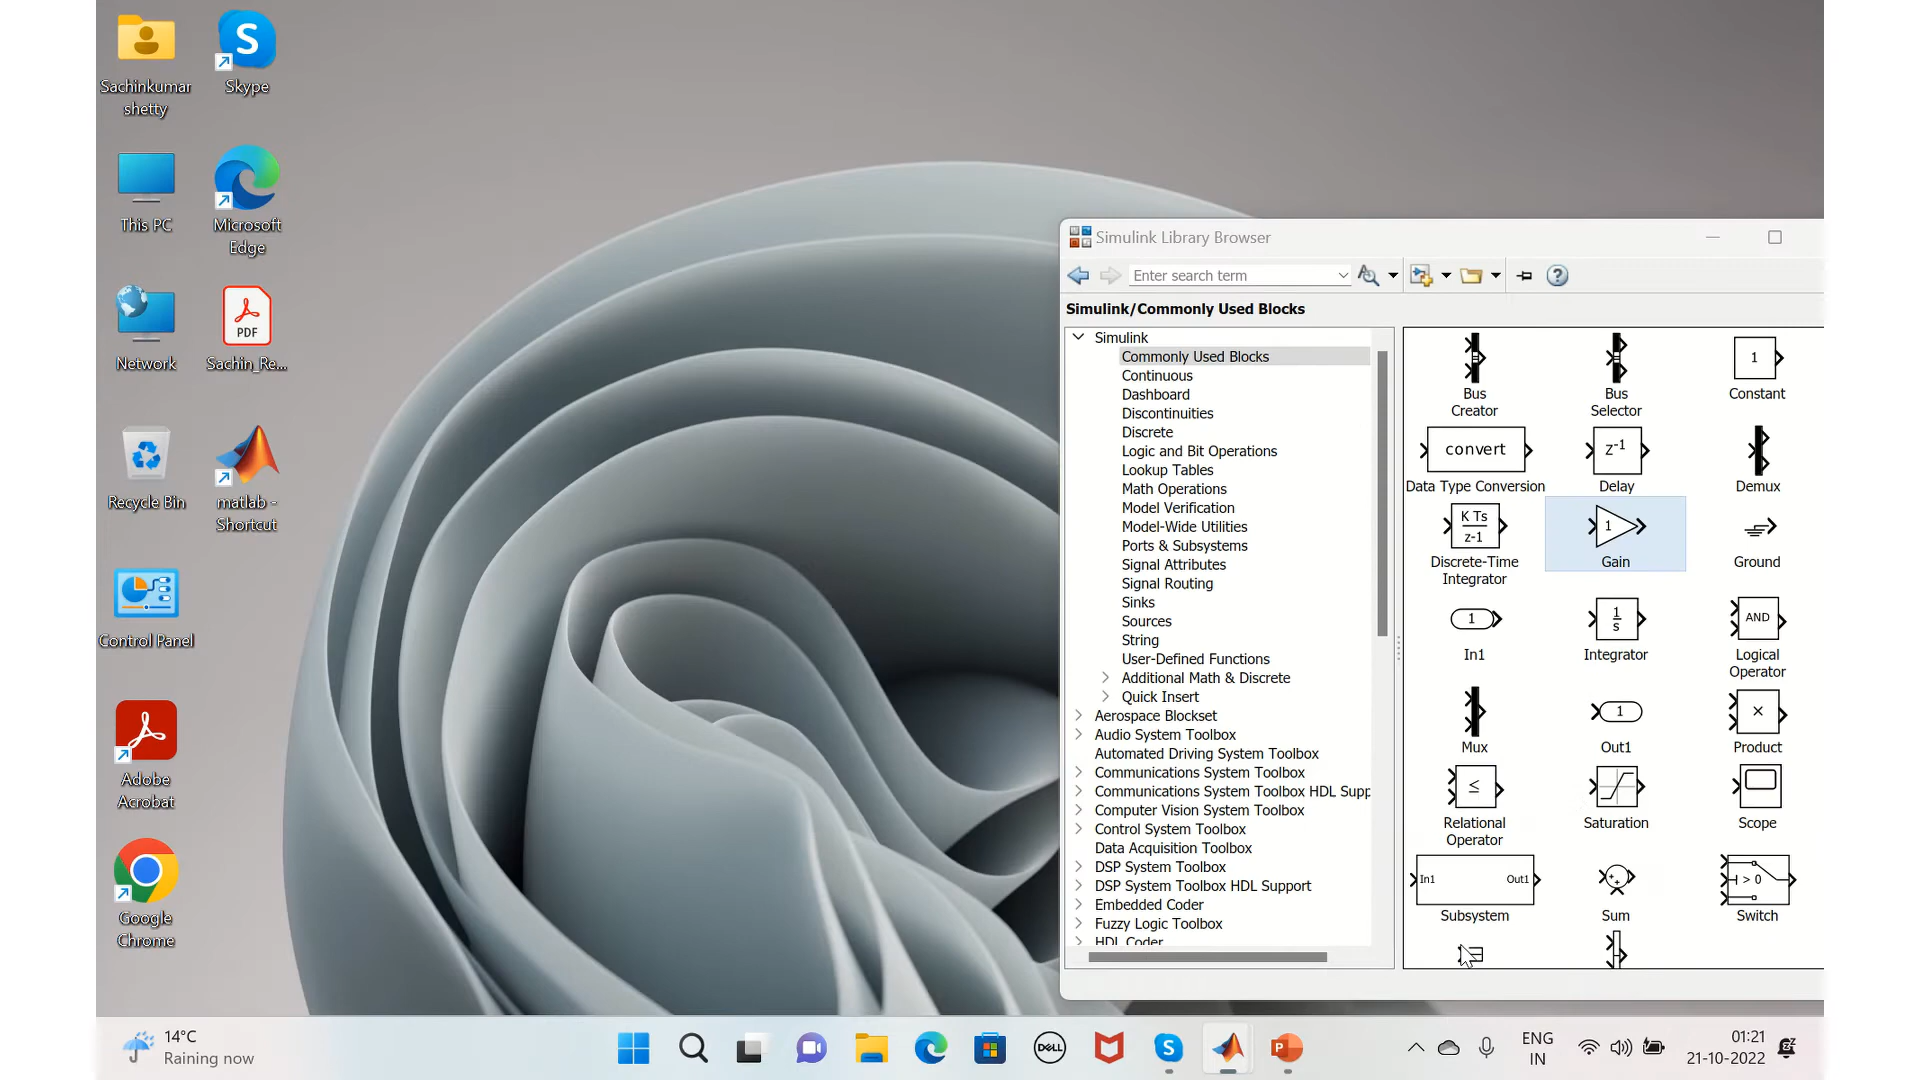 Sachinkumar
shetty
Skype
This PC
Microsoft
Edge
Network
PDF
Sachin_Re...
Recycle Bin
matlab -
Shortcut
Control Panel
Adobe
Acrobat
Google
Chrome
Simulink Library Browser
Enter search term
Simulink/Commonly Used Blocks
Simulink
Commonly Used Blocks
Continuous
Dashboard
Discontinuities
Discrete
Logic and Bit Operations
Lookup Tables
Math Operations
Model Verification
Model-Wide Utilities
Ports & Subsystems
Signal Attributes
Signal Routing
Sinks
Sources
String
User-Defined Functions
Additional Math & Discrete
Quick Insert
Aerospace Blockset
Audio System Toolbox
Automated Driving System Toolbox
Communications System Toolbox
Communications System Toolbox HDL Supp
Computer Vision System Toolbox
Control System Toolbox
Data Acquisition Toolbox
DSP System Toolbox
DSP System Toolbox HDL Support
Embedded Coder
Fuzzy Logic Toolbox
HDL Coder
Bus
Creator
Bus
Selector
1
Constant
convert
Data Type Conversion
z-1
Delay
Demux
K Ts
z-1
Discrete-Time
Integrator
1
Gain
Ground
1
In1
1
s
Integrator
AND
Logical
Operator
Mux
1
Out1
×
Product
≤
Relational
Operator
Saturation
Scope
In1 Out1
Subsystem
++
Sum
> 0
Switch
14°C
Raining now
DELL
ENG
IN
01:21
21-10-2022